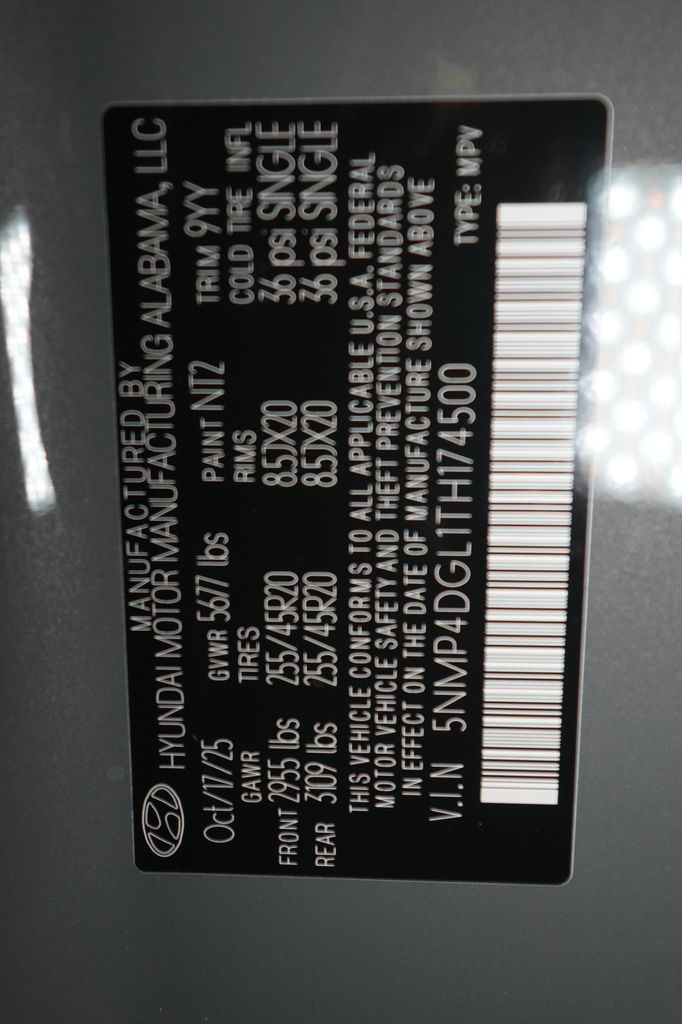 MANUFACTURED BY
HYUNDAI MOTOR MANUFACTURING ALABAMA, LLC
Oct/17/25 GVWR 5677 lbs PAINT NT2 TRIM 9YY
GAWR TIRES RIMS COLD TIRE INFL
FRONT 2955 lbs 255/45R20 8.5JX20 36 psi SINGLE
REAR 3109 lbs 255/45R20 8.5JX20 36 psi SINGLE
THIS VEHICLE CONFORMS TO ALL APPLICABLE U.S.A. FEDERAL
MOTOR VEHICLE SAFETY AND THEFT PREVENTION STANDARDS
IN EFFECT ON THE DATE OF MANUFACTURE SHOWN ABOVE
V.I.N 5NMP4DGL1TH174500 TYPE: MPV